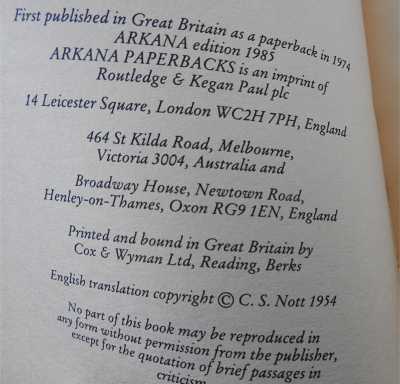 First published in Great Britain as a paperback in 1974
ARKANA edition 1985
ARKANA PAPERBACKS is an imprint of
Routledge & Kegan Paul plc
14 Leicester Square, London WC2H 7PH, England
464 St Kilda Road, Melbourne,
Victoria 3004, Australia and
Broadway House, Newtown Road,
Henley-on-Thames, Oxon RG9 1EN, England
Printed and bound in Great Britain by
Cox & Wyman Ltd, Reading, Berks
English translation copyright © C. S. Nott 1954
No part of this book may be reproduced in
any form without permission from the publisher,
except for the quotation of brief passages in
criticism